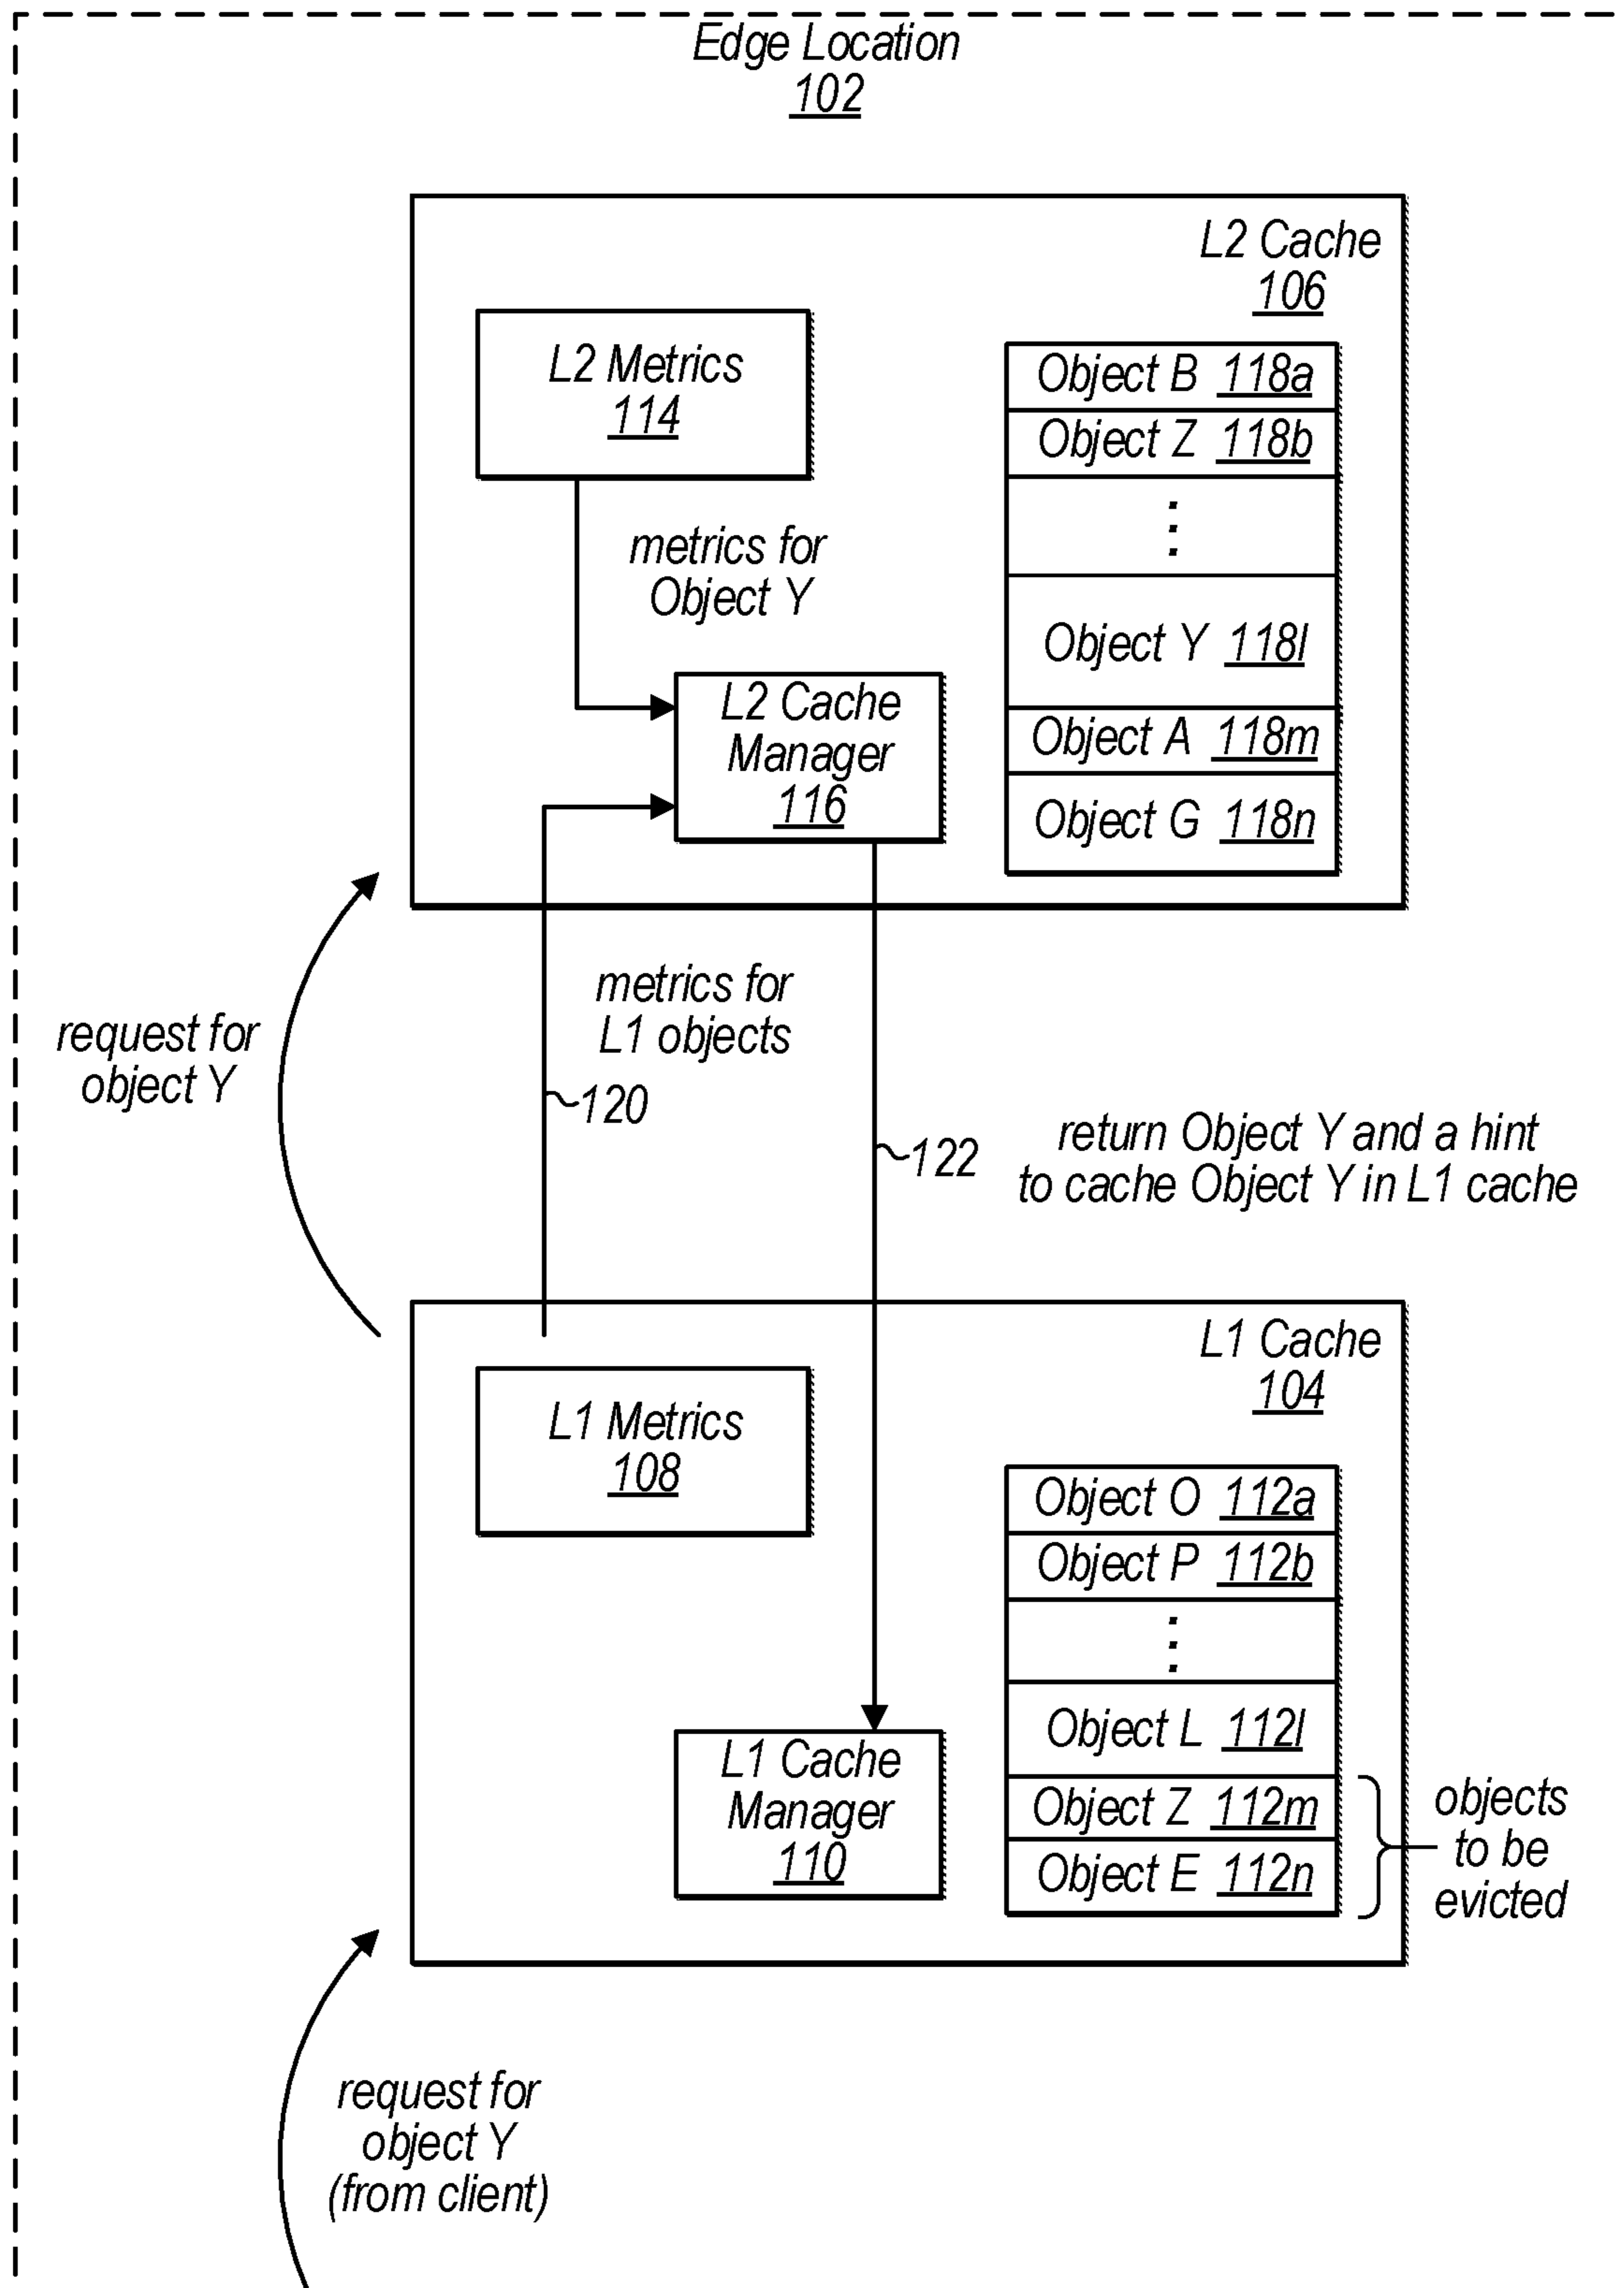 Edge Location
102
L2 Cache
106
L2 Metrics
114
Object B 118a
Object Z 118b
Object Y 118l
Object A 118m
Object G 118n
metrics for
Object Y
L2 Cache
Manager
116
request for
object Y
metrics for
L1 objects
120
122
return Object Y and a hint
to cache Object Y in L1 cache
L1 Cache
104
L1 Metrics
108
Object O 112a
Object P 112b
Object L 112l
Object Z 112m
Object E 112n
L1 Cache
Manager
110
objects
to be
evicted
request for
object Y
(from client)